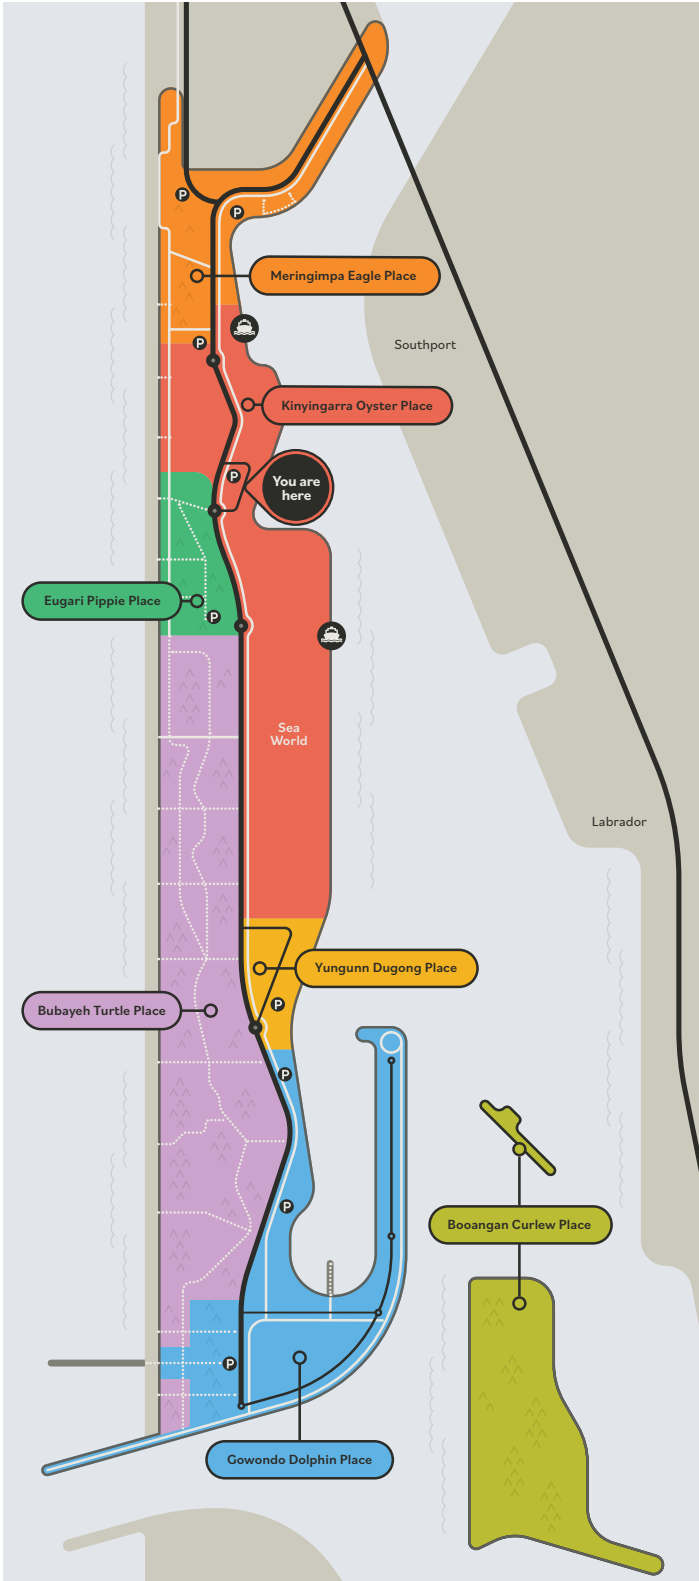 P
P
Meringimpa Eagle Place
P
Southport
Kinyingarra Oyster Place
P
You are
here
Eugari Pippie Place
P
Sea
World
Labrador
Yungunn Dugong Place
P
Bubayeh Turtle Place
P
P
Booangan Curlew Place
P
Gowondo Dolphin Place